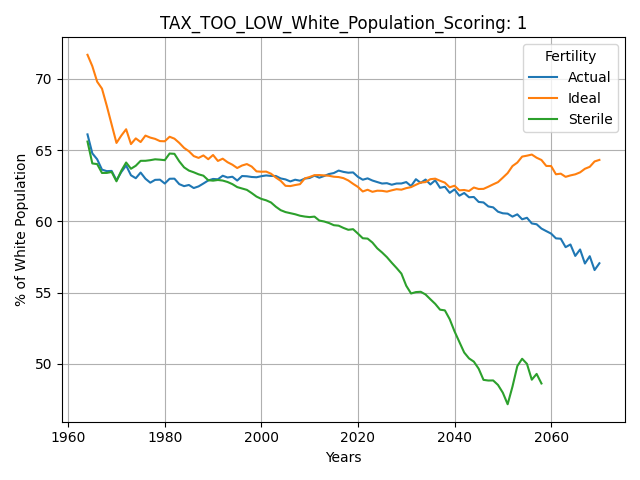 TAX_TOO_LOW_White_Population_Scoring: 1
Fertility
Actual
Ideal
Sterile
% of White Population
70
65
60
55
50
1960
1980
2000
2020
2040
2060
Years